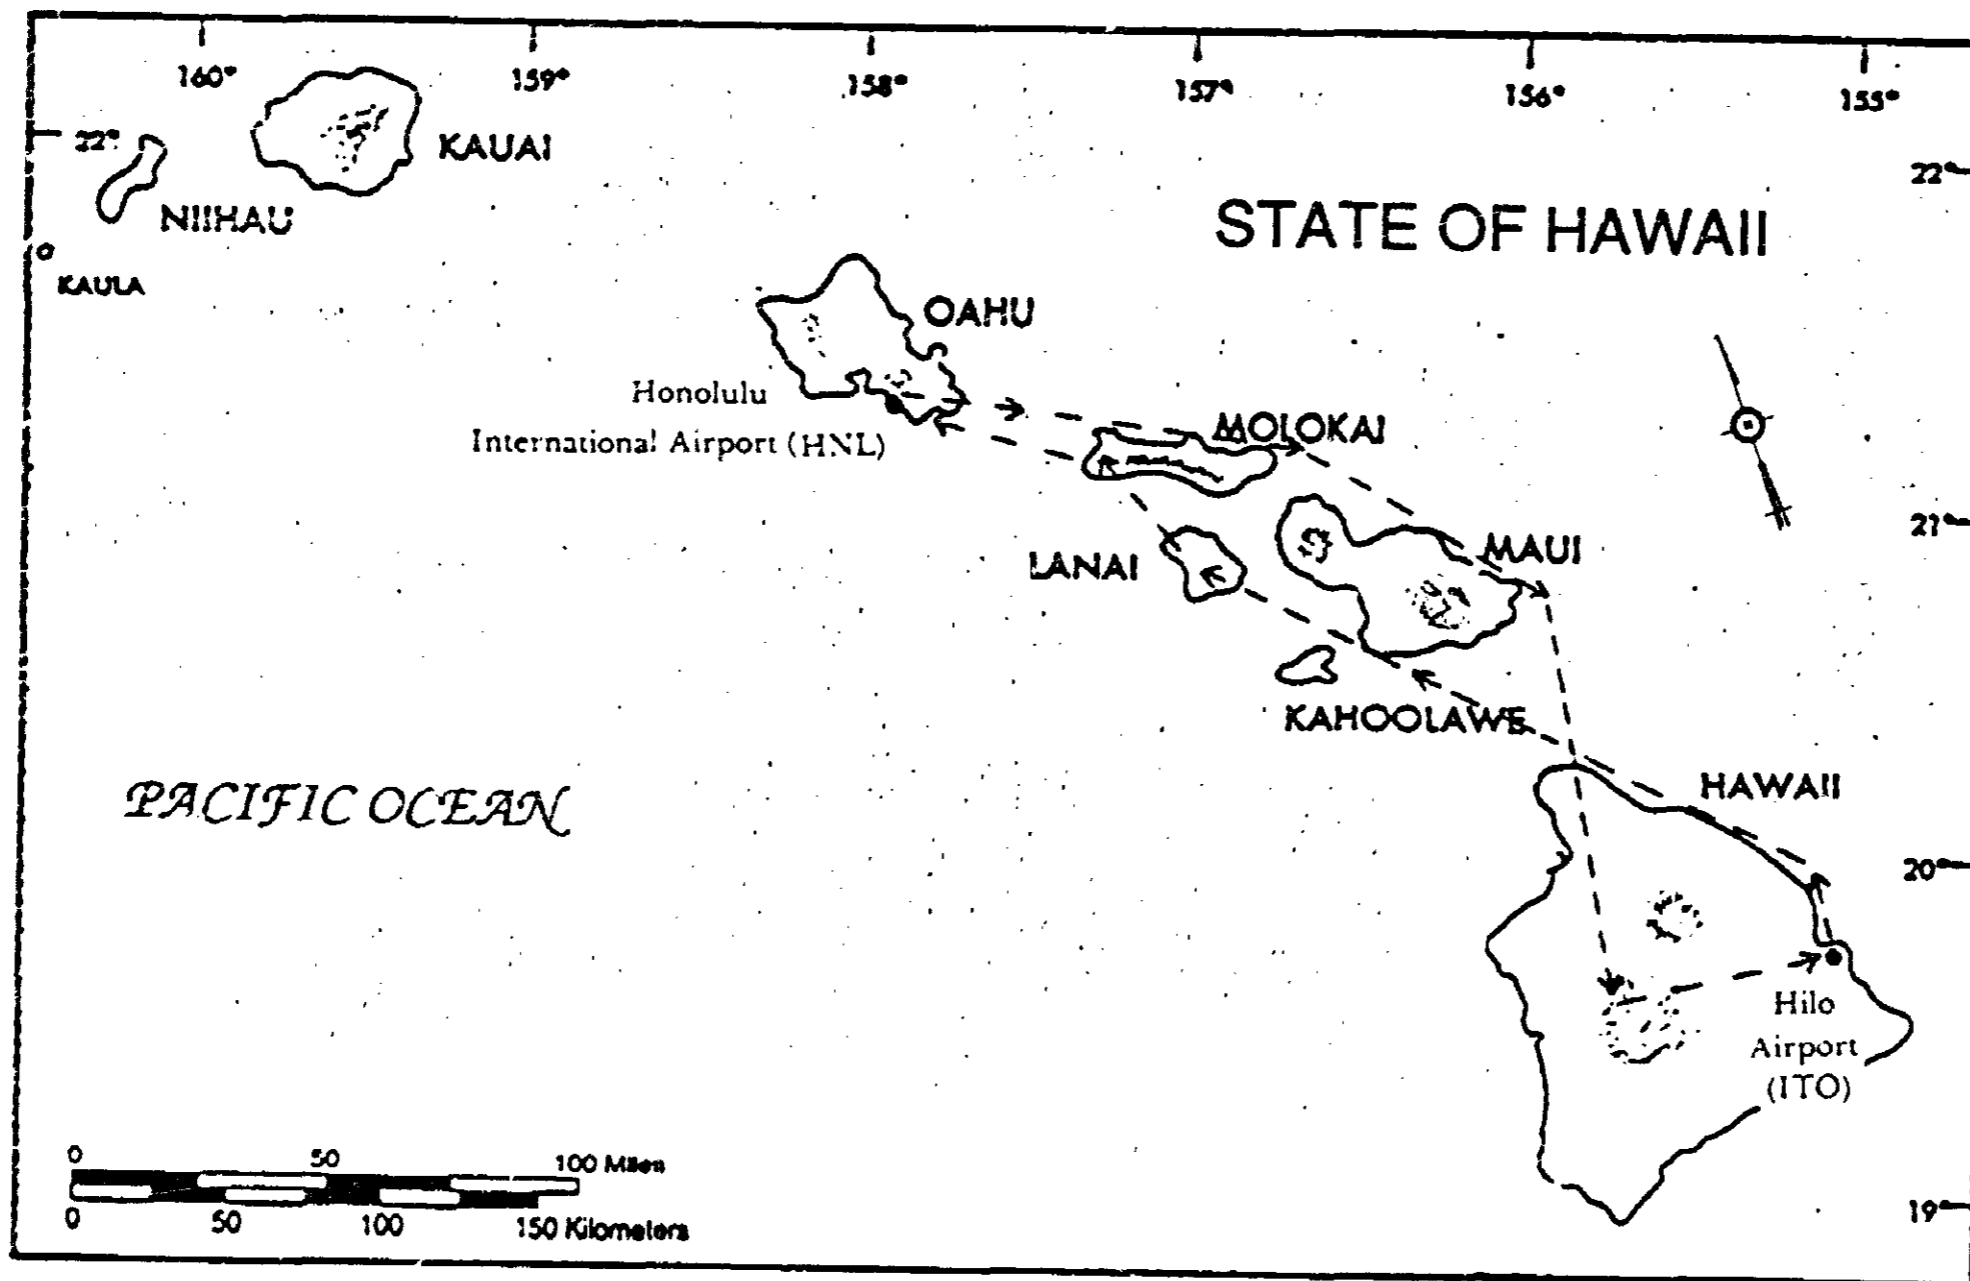 160°
159°
158°
157°
156°
155°
22°
KAUAI
22°
NIIHAU
STATE OF HAWAII
KAULA
OAHU
Honolulu
International Airport (HNL)
MOLOKAI
21°
LANAI
MAUI
KAHOOLAWE
PACIFIC OCEAN
HAWAII
20°
Hilo
Airport
(ITO)
0 50 100 Miles
0 50 100 150 Kilometers
19°